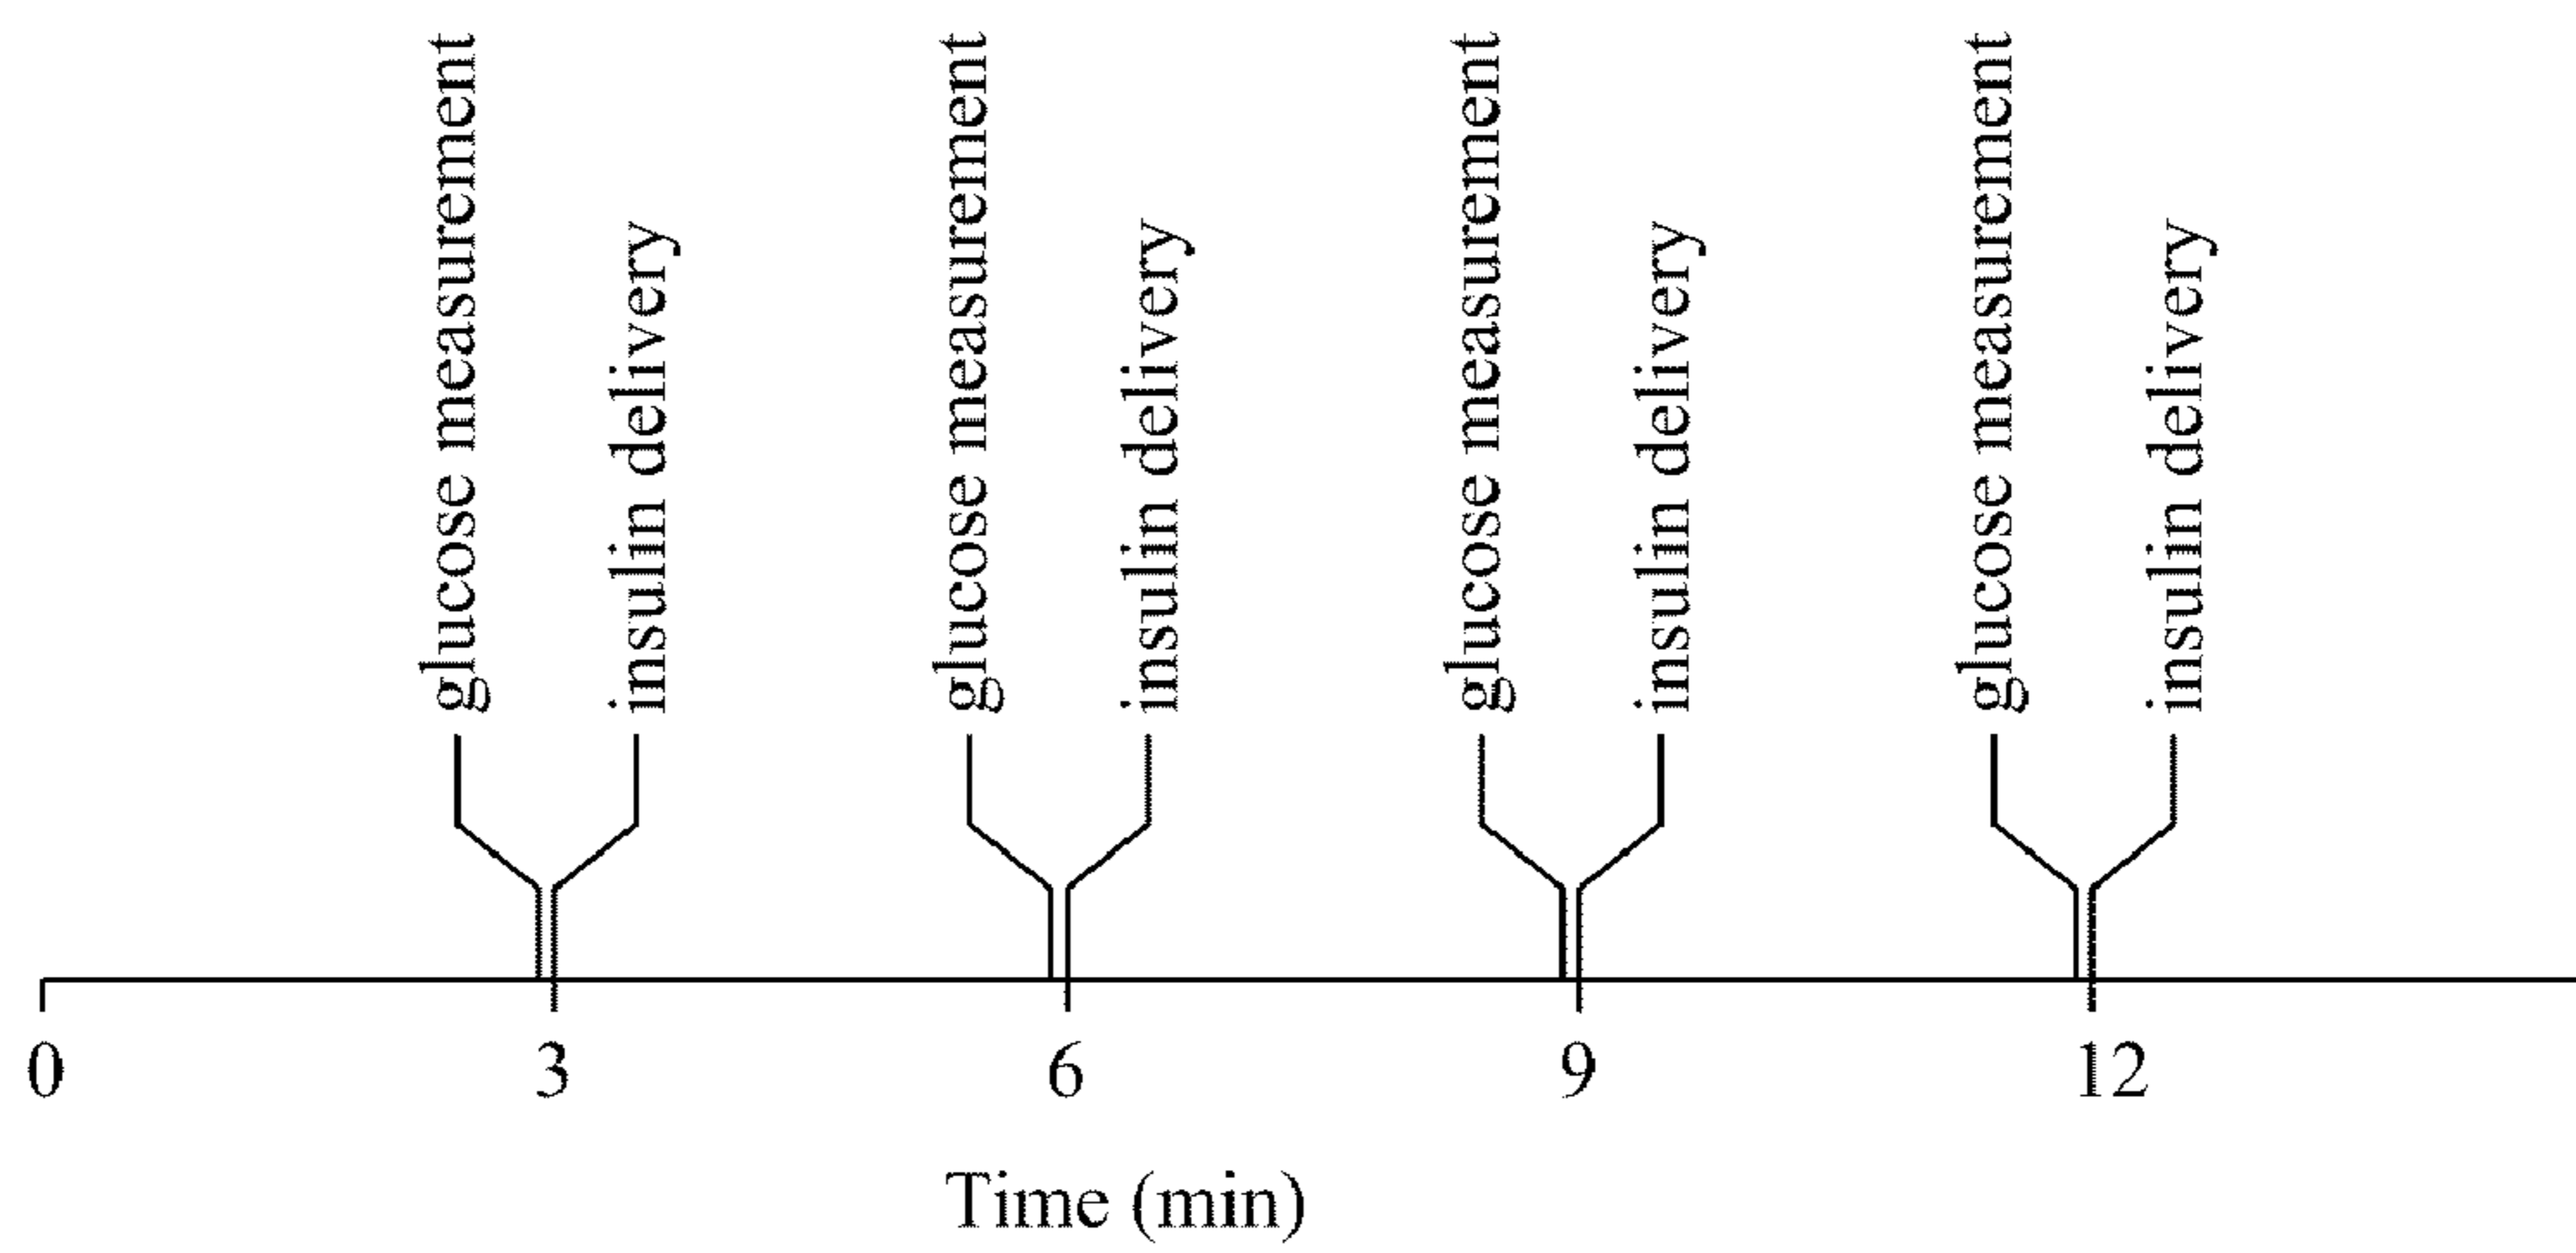 glucose measurement
insulin delivery
glucose measurement
insulin delivery
glucose measurement
insulin delivery
glucose measurement
insulin delivery
0
3
6
9
12
Time (min)